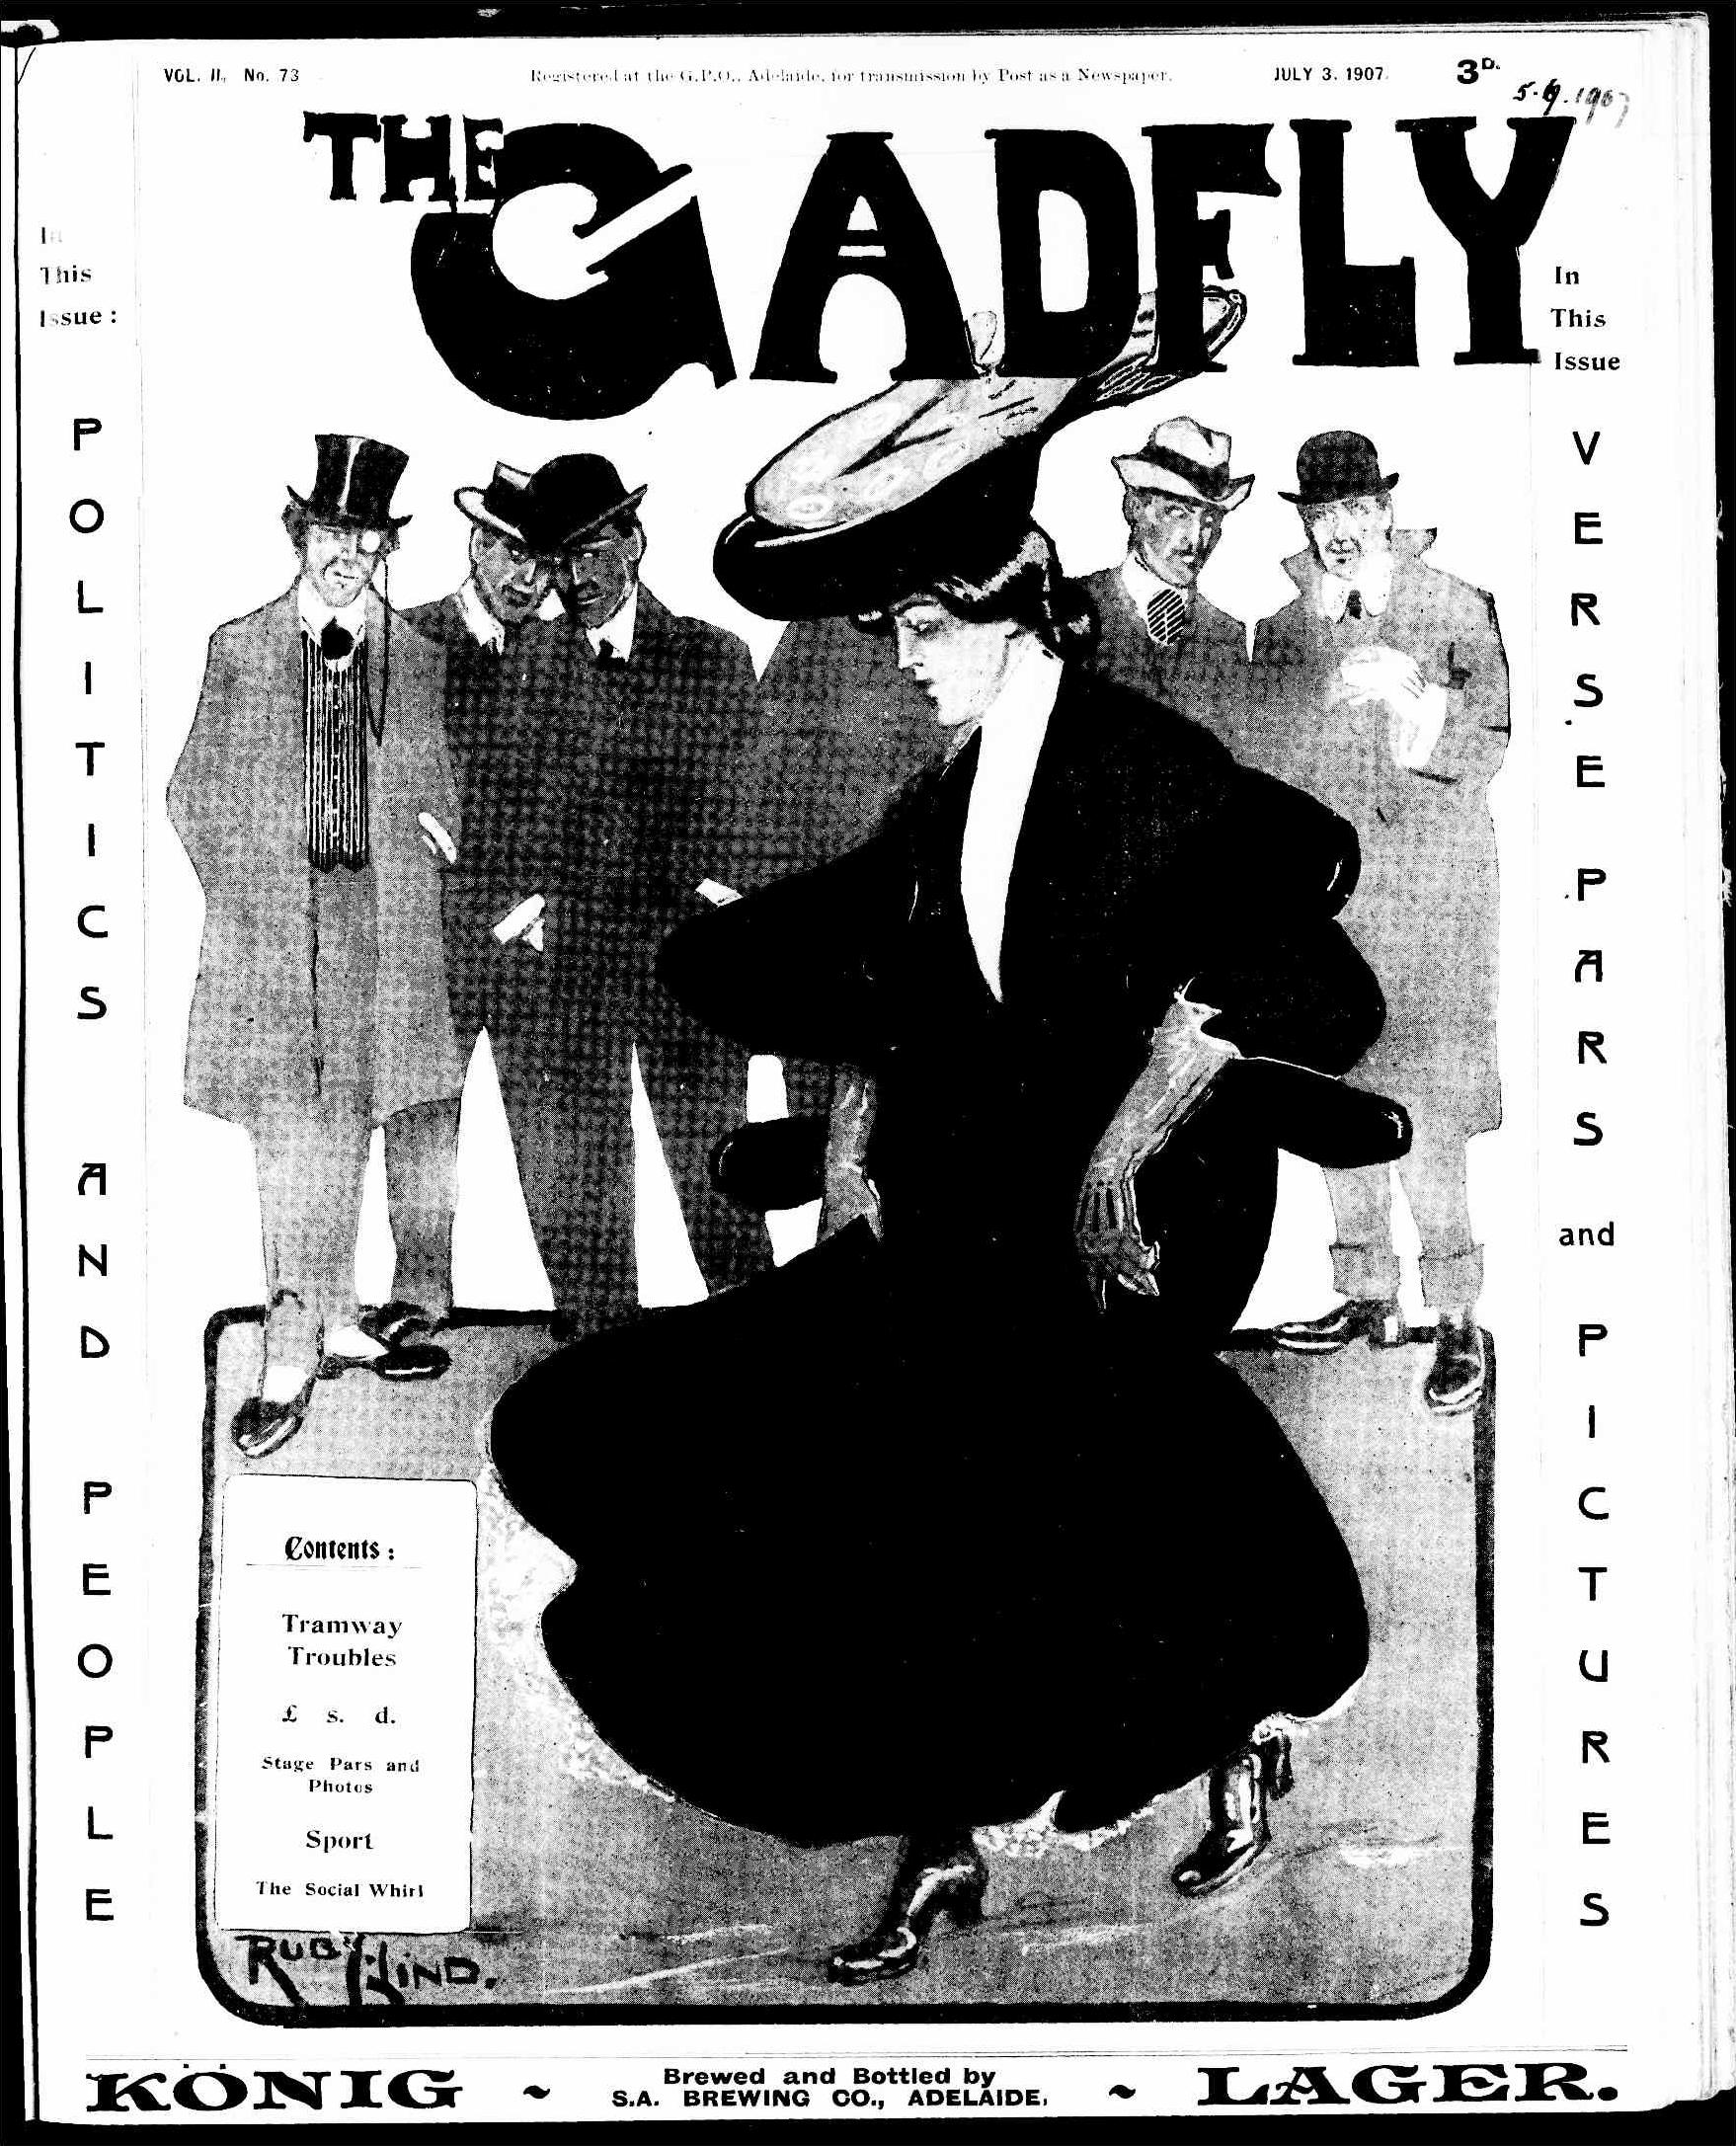 VOL. II, No. 73
Registered at the G.P.O., Adelaide, for transmission by Post as a Newspaper.
JULY 3. 1907.
3D.
THE GADFLY
In
This
Issue :
POLITICS
AND
PEOPLE
In
This
Issue
VERSE
PARS
and
PICTURES
Contents :
Tramway
Troubles
£ s. d.
Stage Pars and
Photos
Sport
The Social Whirl
RUBY LIND.
KÖNIG ~ Brewed and Bottled by
S.A. BREWING CO., ADELAIDE. ~ LAGER.